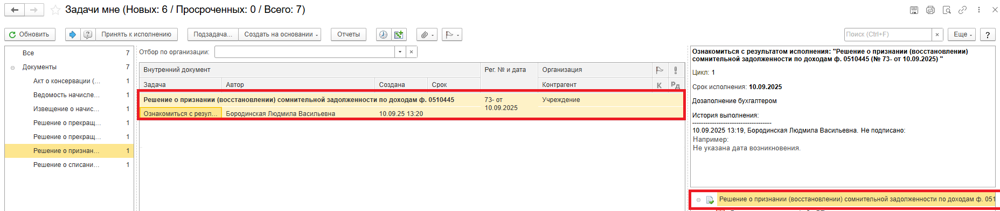 Задачи мне (Новых: 6 / Просроченных: 0 / Всего: 7)
Обновить
Принять к исполнению
Подзадача...
Создать на основании
Отчеты
Поиск (Ctrl+F)
×
Еще
?
Все 7
Документы 7
Акт о консервации (... 1
Ведомость начисле... 1
Извещение о начис... 1
Решение о прекращ... 1
Решение о прекращ... 1
Решение о признан... 1
Решение о списани... 1
Отбор по организации:
Внутренний документ Рег. № и дата Организация
Задача Автор Создана Срок Контрагент К Рд
Решение о признании (восстановлении) сомнительной задолженности по доходам ф. 0510445 73- от Учреждение
10.09.2025
Ознакомиться с резул... Бородинская Людмила Васильевна 10.09.25 13:20
Ознакомиться с результатом исполнения: "Решение о признании (восстановлении)
сомнительной задолженности по доходам ф. 0510445 (№ 73- от 10.09.2025) "
Цикл: 1
Срок исполнения: 10.09.2025
Дозаполнение бухгалтером
История выполнения:
------------------------------------
10.09.2025 13:19, Бородинская Людмила Васильевна. Не подписано:
Например:
Не указана дата возникновения.
Решение о признании (восстановлении) сомнительной задолженности по доходам ф. 051